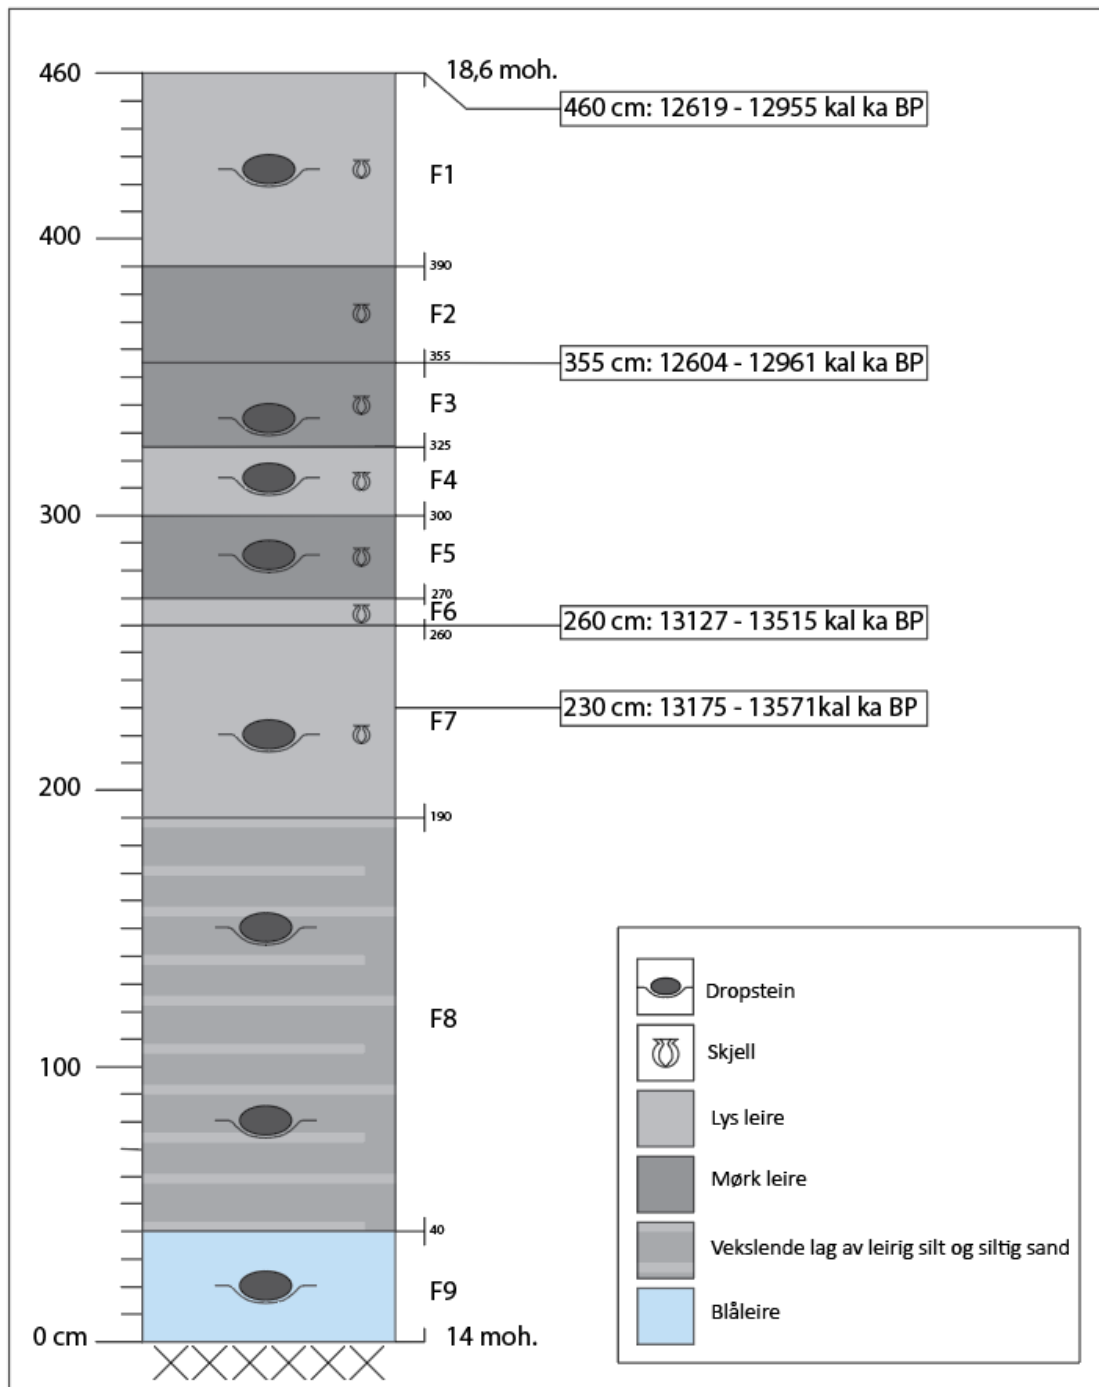 460
18,6 moh.
460 cm: 12619 - 12955 kal ka BP
F1
400
390
F2
355
355 cm: 12604 - 12961 kal ka BP
F3
325
F4
300
300
F5
270
F6
260
260 cm: 13127 - 13515 kal ka BP
230 cm: 13175 - 13571kal ka BP
F7
200
190
F8
100
40
F9
0 cm
14 moh.
Dropstein
Skjell
Lys leire
Mørk leire
Vekslende lag av leirig silt og siltig sand
Blåleire